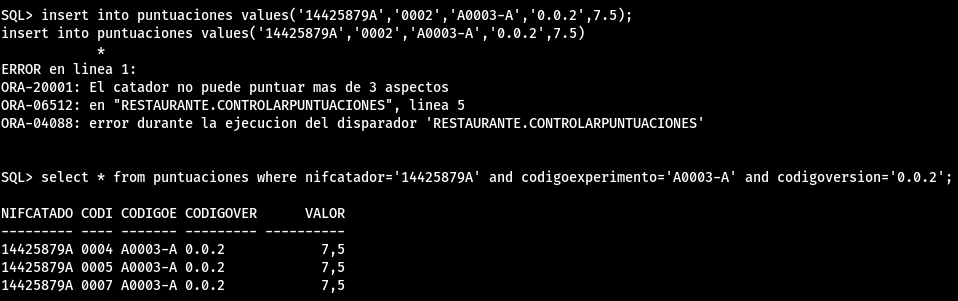 SQL> insert into puntuaciones values('14425879A','0002','A0003-A','0.0.2',7.5);
insert into puntuaciones values('14425879A','0002','A0003-A','0.0.2',7.5)
            *
ERROR en linea 1:
ORA-20001: El catador no puede puntuar mas de 3 aspectos
ORA-06512: en "RESTAURANTE.CONTROLARPUNTUACIONES", linea 5
ORA-04088: error durante la ejecucion del disparador 'RESTAURANTE.CONTROLARPUNTUACIONES'
SQL> select * from puntuaciones where nifcatador='14425879A' and codigoexperimento='A0003-A' and codigoversion='0.0.2';
NIFCATADO CODI CODIGOE CODIGOVER      VALOR
--------- ---- ------- --------- ----------
14425879A 0004 A0003-A 0.0.2            7,5
14425879A 0005 A0003-A 0.0.2            7,5
14425879A 0007 A0003-A 0.0.2            7,5